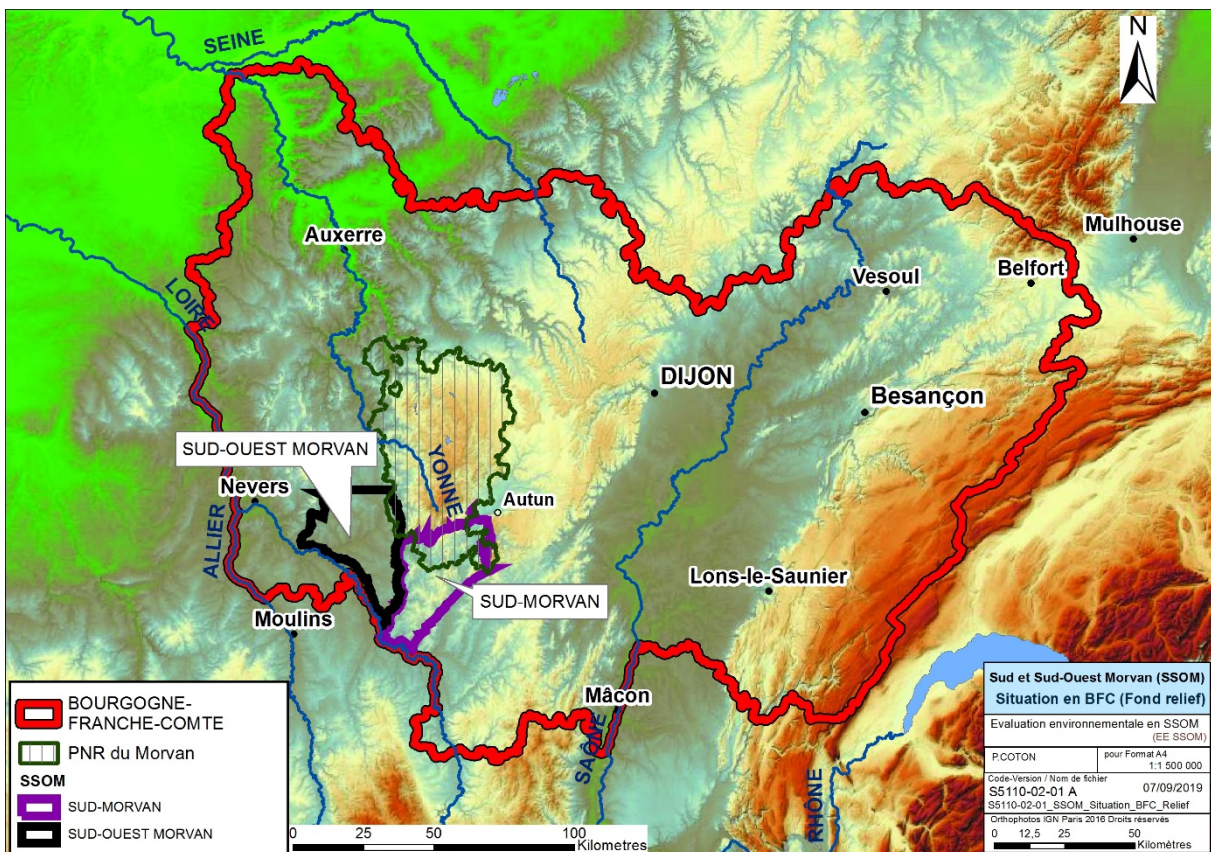 SEINE
N
Auxerre
Mulhouse
Belfort
Vesoul
LOIRE
DIJON
Besançon
SUD-OUEST MORVAN
YONNE
Nevers
Autun
ALLIER
Lons-le-Saunier
SUD-MORVAN
Moulins
Mâcon
SAÔNE
RHÔNE
BOURGOGNE-
FRANCHE-COMTE
PNR du Morvan
SSOM
SUD-MORVAN
SUD-OUEST MORVAN
0 25 50 100
Kilometres
Sud et Sud-Ouest Morvan (SSOM)
Situation en BFC (Fond relief)
Evaluation environnementale en SSOM
(EE SSOM)
P.COTON
pour Format A4
1:1 500 000
Code-Version / Nom de fichier
S5110-02-01 A 07/09/2019
S5110-02-01_SSOM_Situation_BFC_Relief
Orthophotos IGN Paris 2016 Droits réservés
0 12,5 25 50
Kilomètres